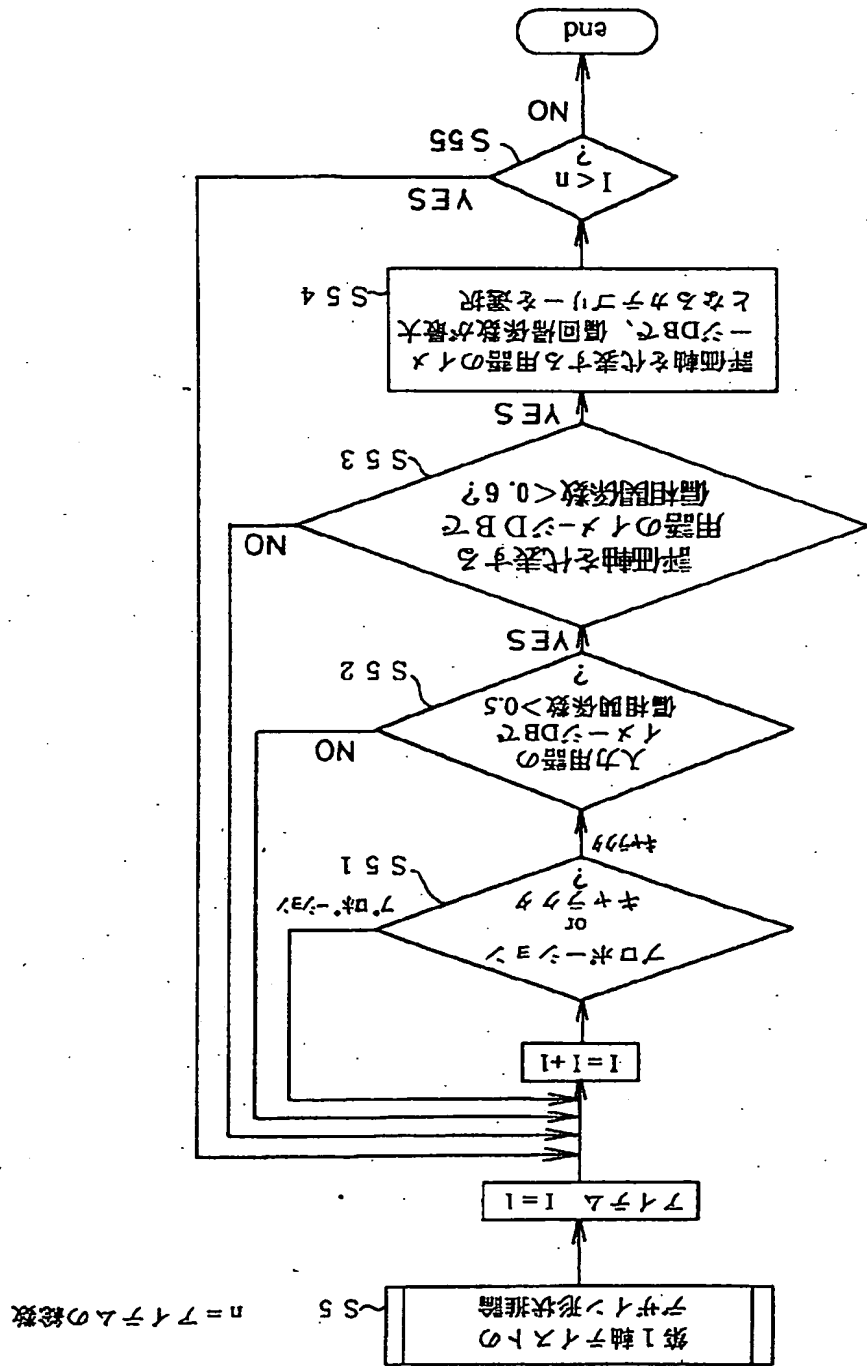 第1軸テイストの
デザイン形状推論
S5
n=アイテムの総数
アイテム I=1
I=I+1
プロポーション
or
キャラクタ
?
S51
プロポーション
キャラクタ
入力用語の
イメージDBで
偏相関係数>0.5
?
S52
NO
YES
評価軸を代表する
用語のイメージDBで
偏相関係数<0.6?
S53
NO
YES
評価軸を代表する用語のイメ
ージDBで、偏回帰係数が最大
となるカテゴリーを選択
S54
I<n
?
S55
YES
NO
end